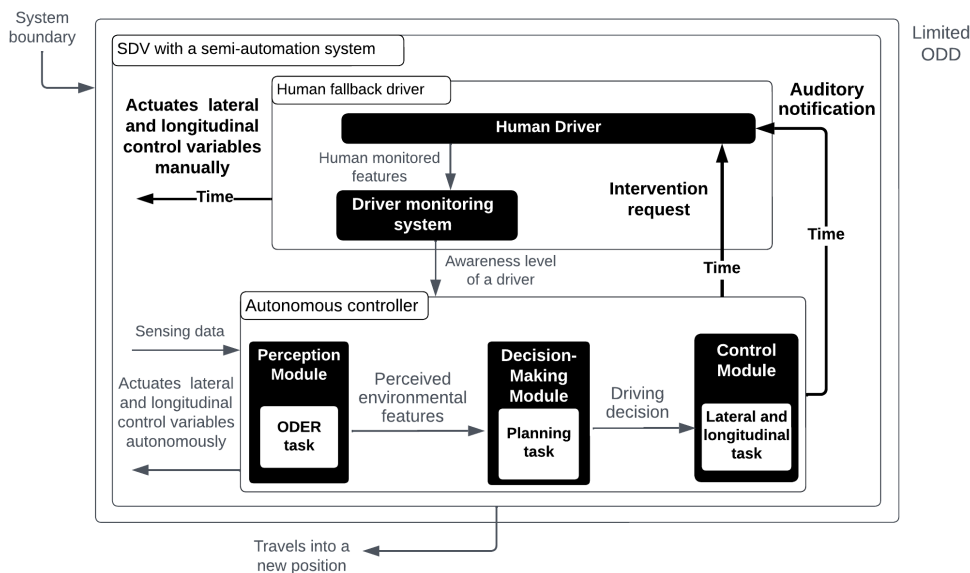 System
boundary
Limited
ODD
SDV with a semi-automation system
Human fallback driver
Auditory
notification
Actuates lateral
and longitudinal
control variables
manually
Time
Human Driver
Human monitored
features
Driver monitoring
system
Intervention
request
Time
Time
Awareness level
of a driver
Autonomous controller
Sensing data
Actuates lateral
and longitudinal
control variables
autonomously
Perception
Module
ODER
task
Perceived
environmental
features
Decision-
Making
Module
Planning
task
Driving
decision
Control
Module
Lateral and
longitudinal
task
Travels into a
new position